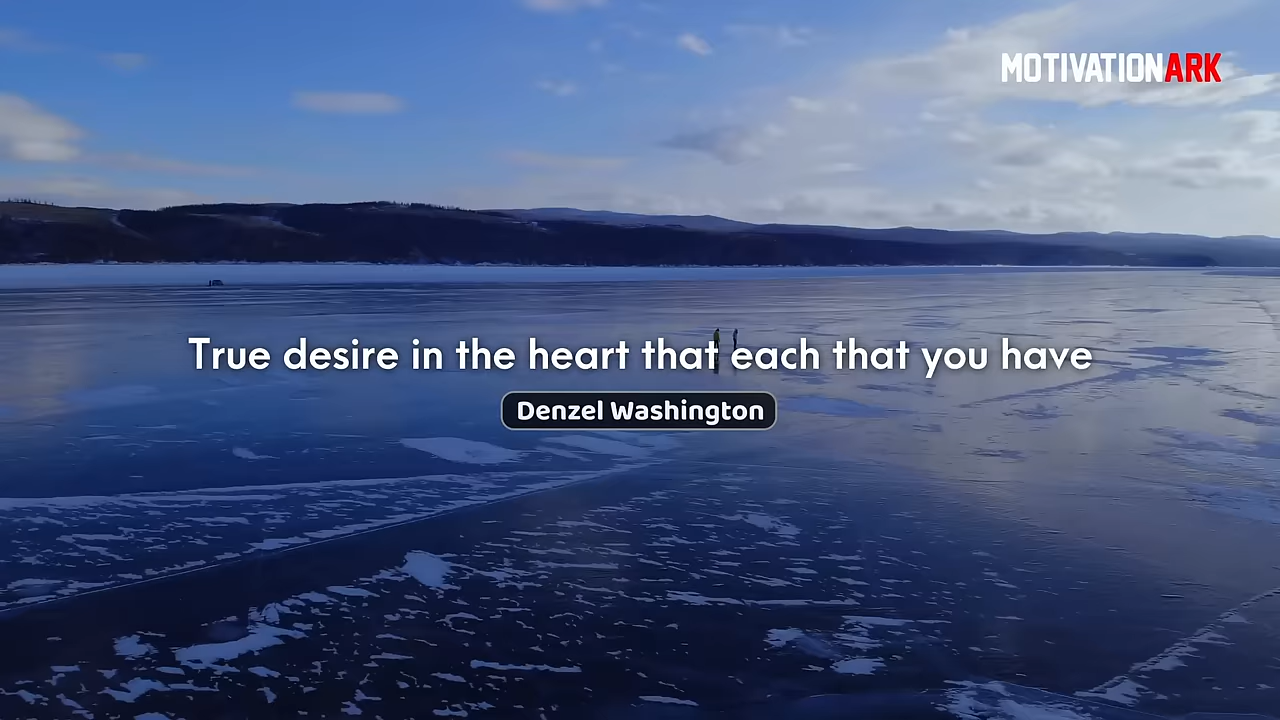 MOTIVATIONARK
True desire in the heart that each that you have
Denzel Washington